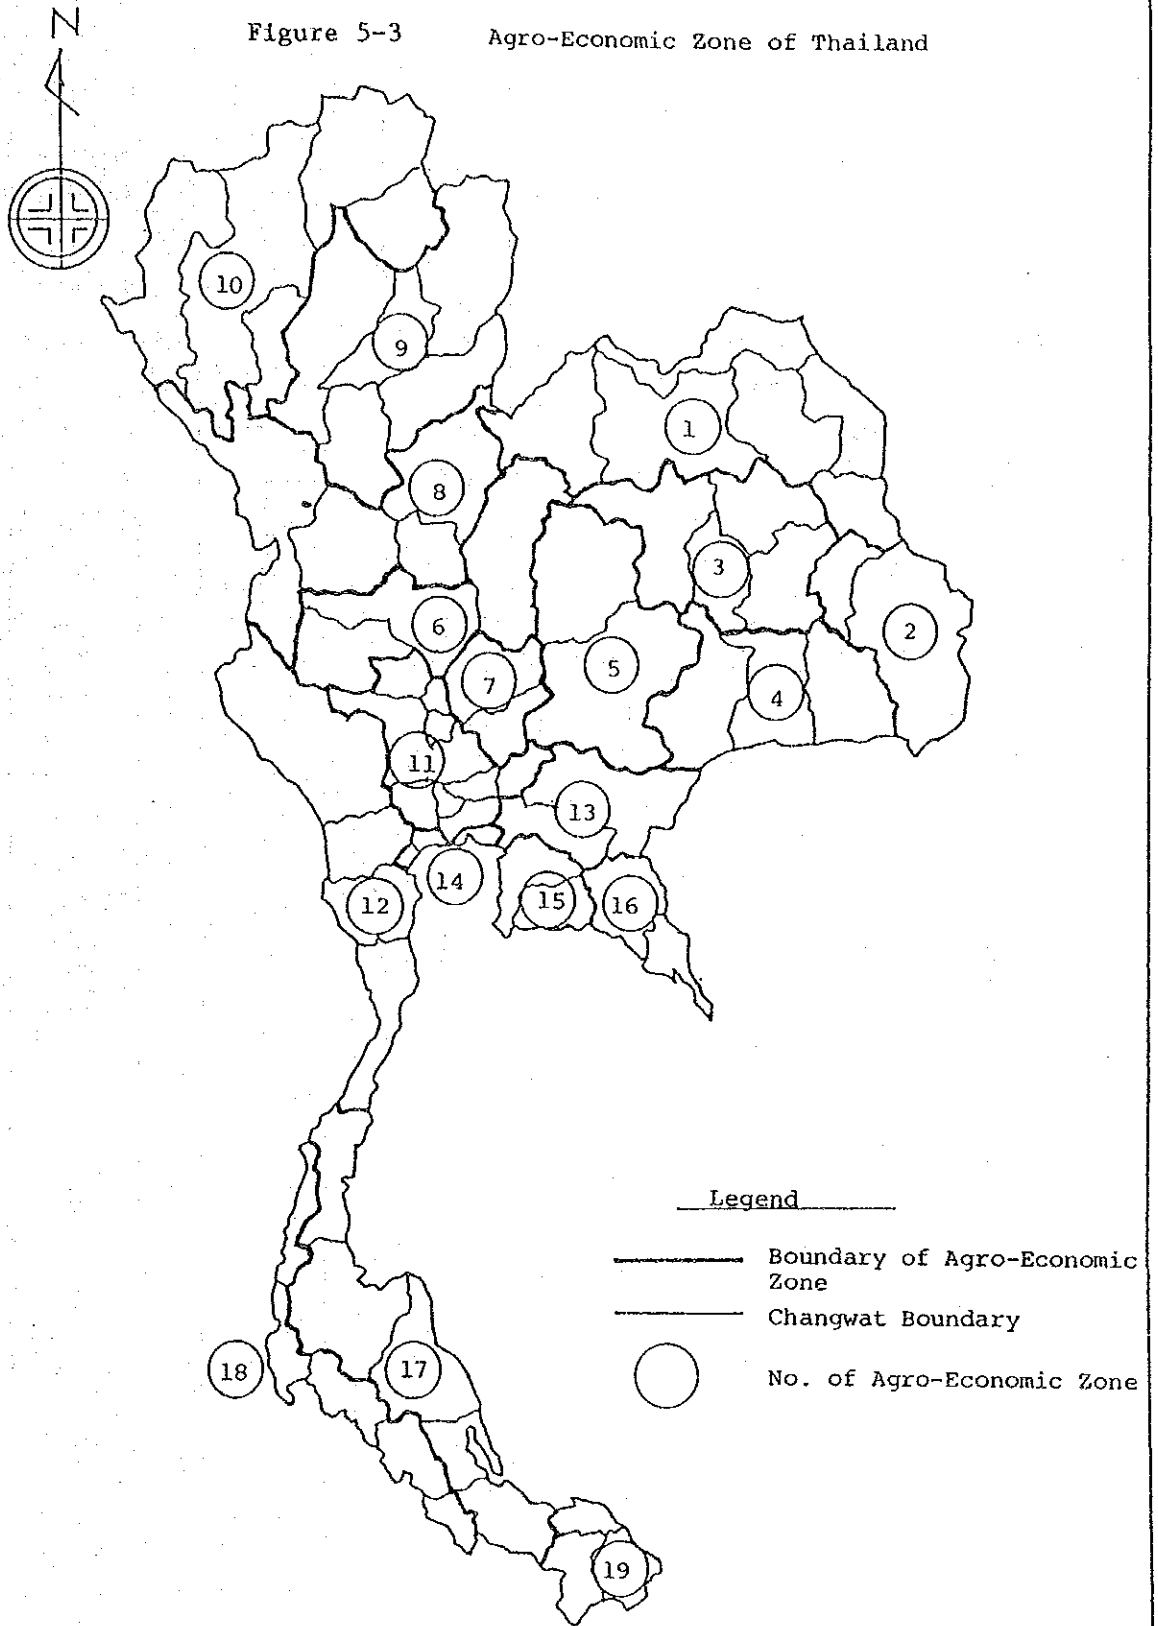 N
Figure 5-3 Agro-Economic Zone of Thailand
10
9
1
8
3
6
2
5
7
4
11
13
14
15
16
12
Legend
Boundary of Agro-Economic
Zone
Changwat Boundary
18
17
No. of Agro-Economic Zone
19